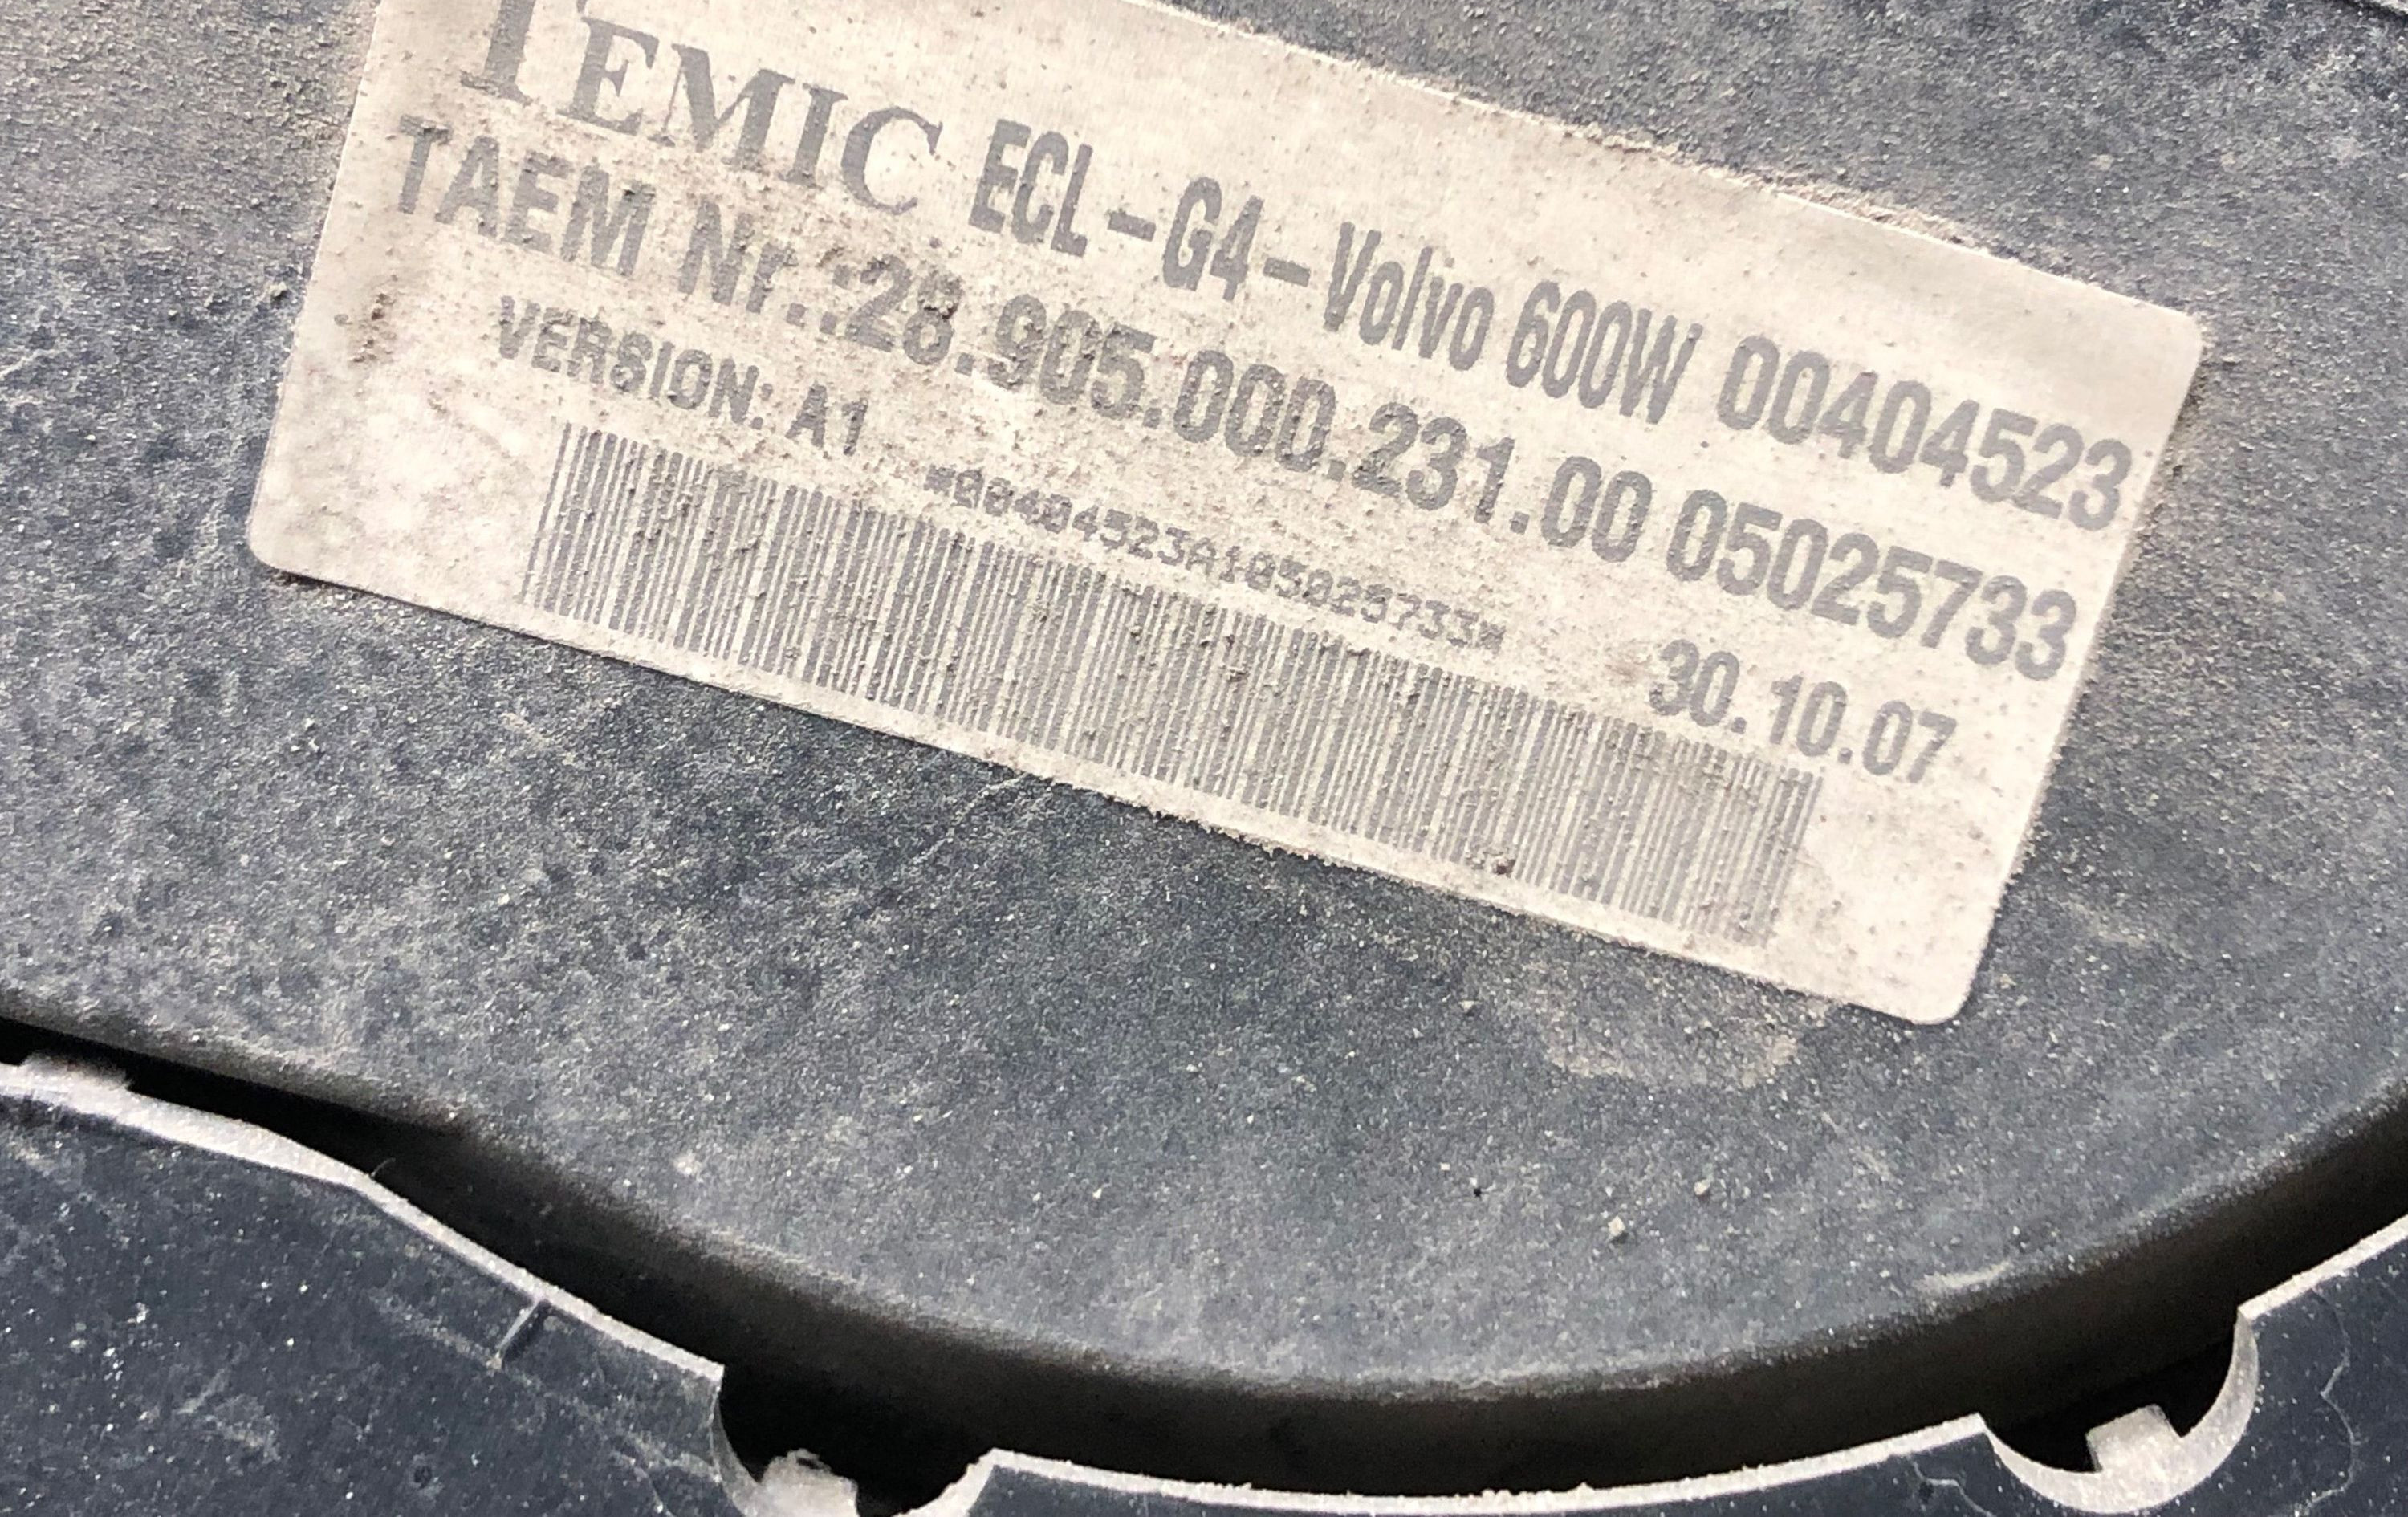 TEMIC ECL-G4-Volvo 600W 00404523
TAEM Nr.:28.905.000.231.00 05025733
VERSION: A1
*00404523A105025733*
30.10.07